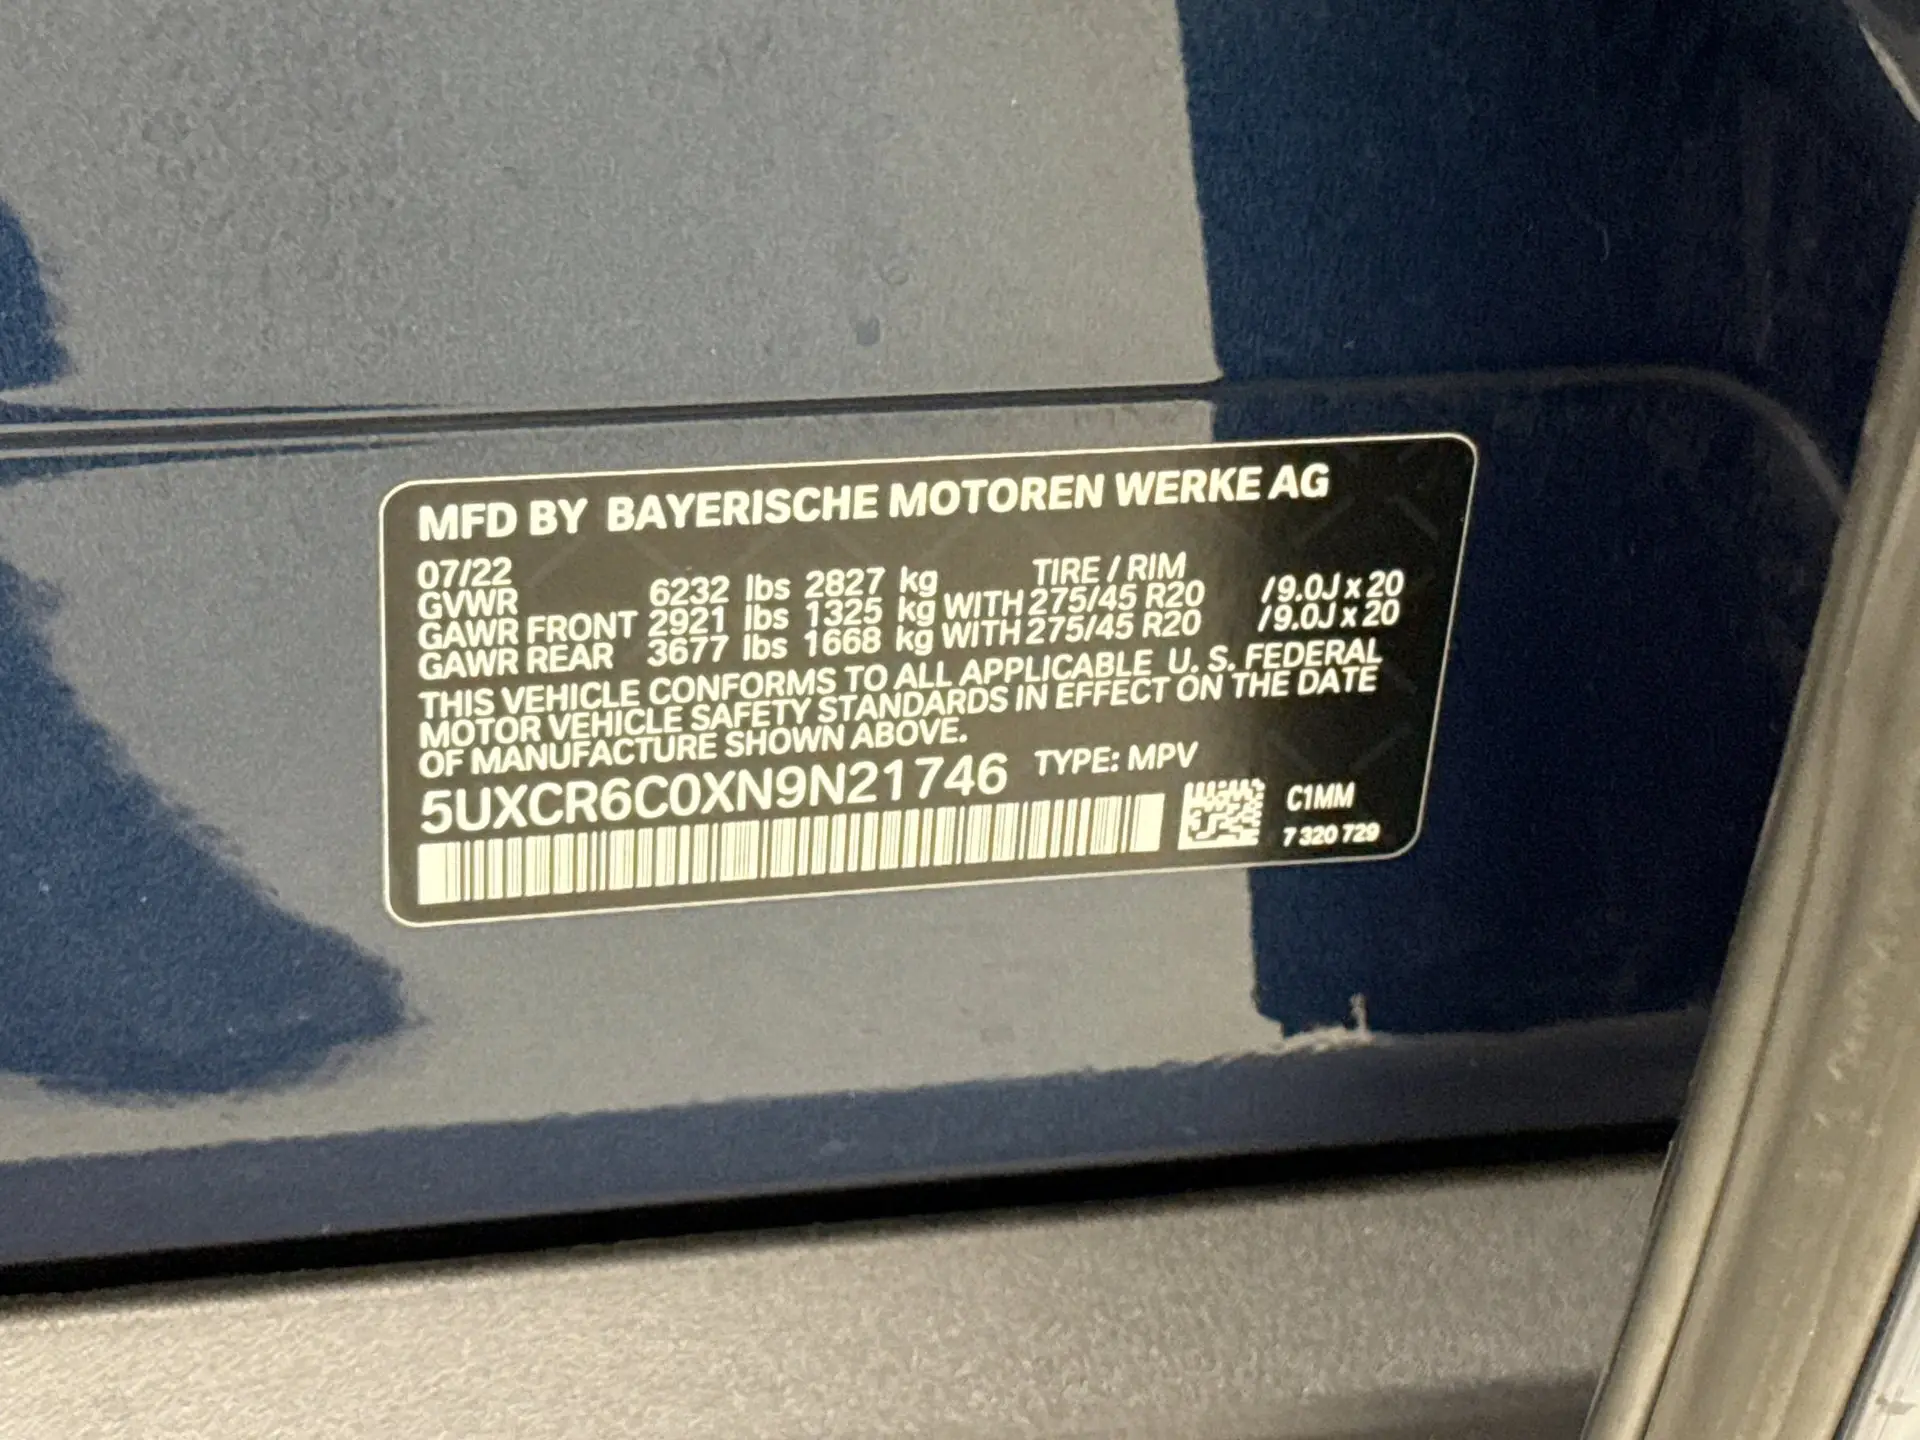 MFD BY BAYERISCHE MOTOREN WERKE AG
07/22 TIRE / RIM
GVWR 6232 lbs 2827 kg
GAWR FRONT 2921 lbs 1325 kg WITH 275/45 R20 /9.0J x 20
GAWR REAR 3677 lbs 1668 kg WITH 275/45 R20 /9.0J x 20
THIS VEHICLE CONFORMS TO ALL APPLICABLE U. S. FEDERAL
MOTOR VEHICLE SAFETY STANDARDS IN EFFECT ON THE DATE
OF MANUFACTURE SHOWN ABOVE.
5UXCR6C0XN9N21746 TYPE: MPV
C1MM
7 320 729